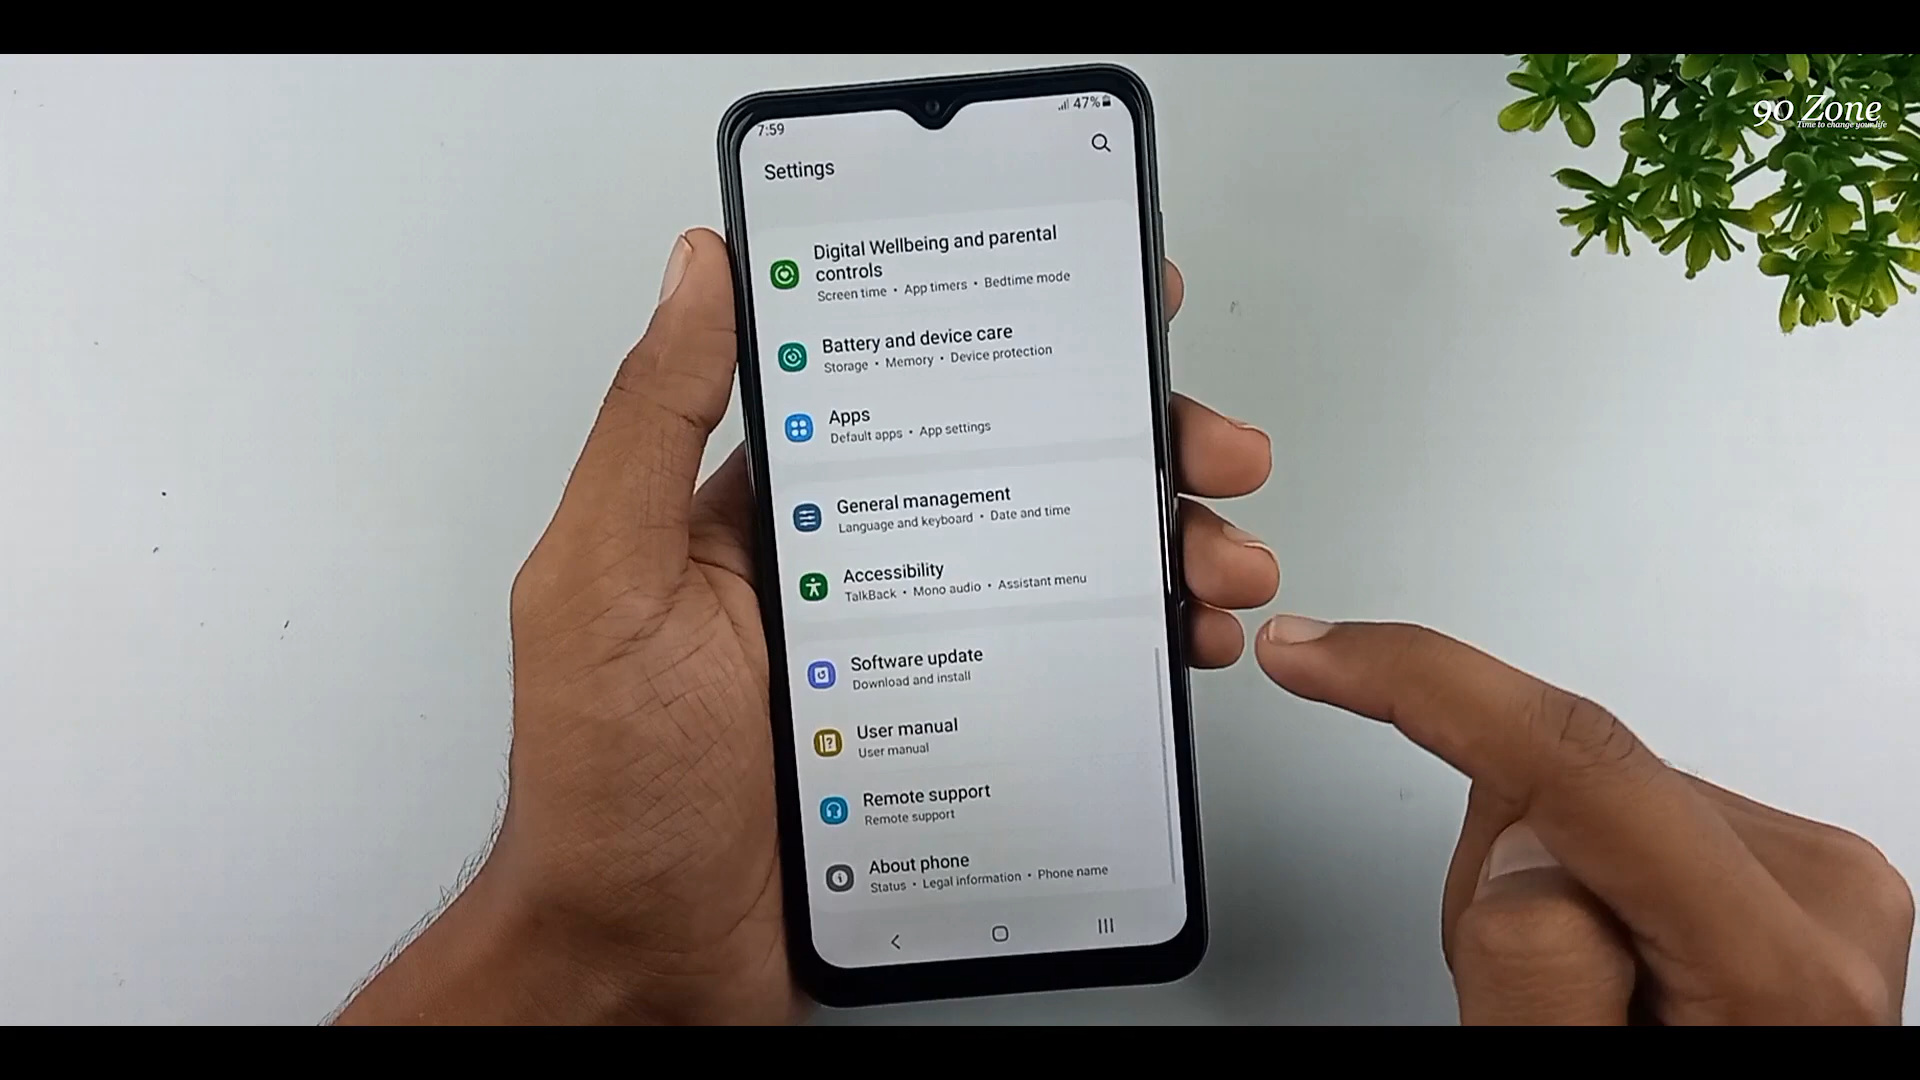 90 Zone
Time to change your life
7:59
47%
Settings
Digital Wellbeing and parental
controls
Screen time • App timers • Bedtime mode
Battery and device care
Storage • Memory • Device protection
Apps
Default apps • App settings
General management
Language and keyboard • Date and time
Accessibility
TalkBack • Mono audio • Assistant menu
Software update
Download and install
User manual
User manual
Remote support
Remote support
About phone
Status • Legal information • Phone name